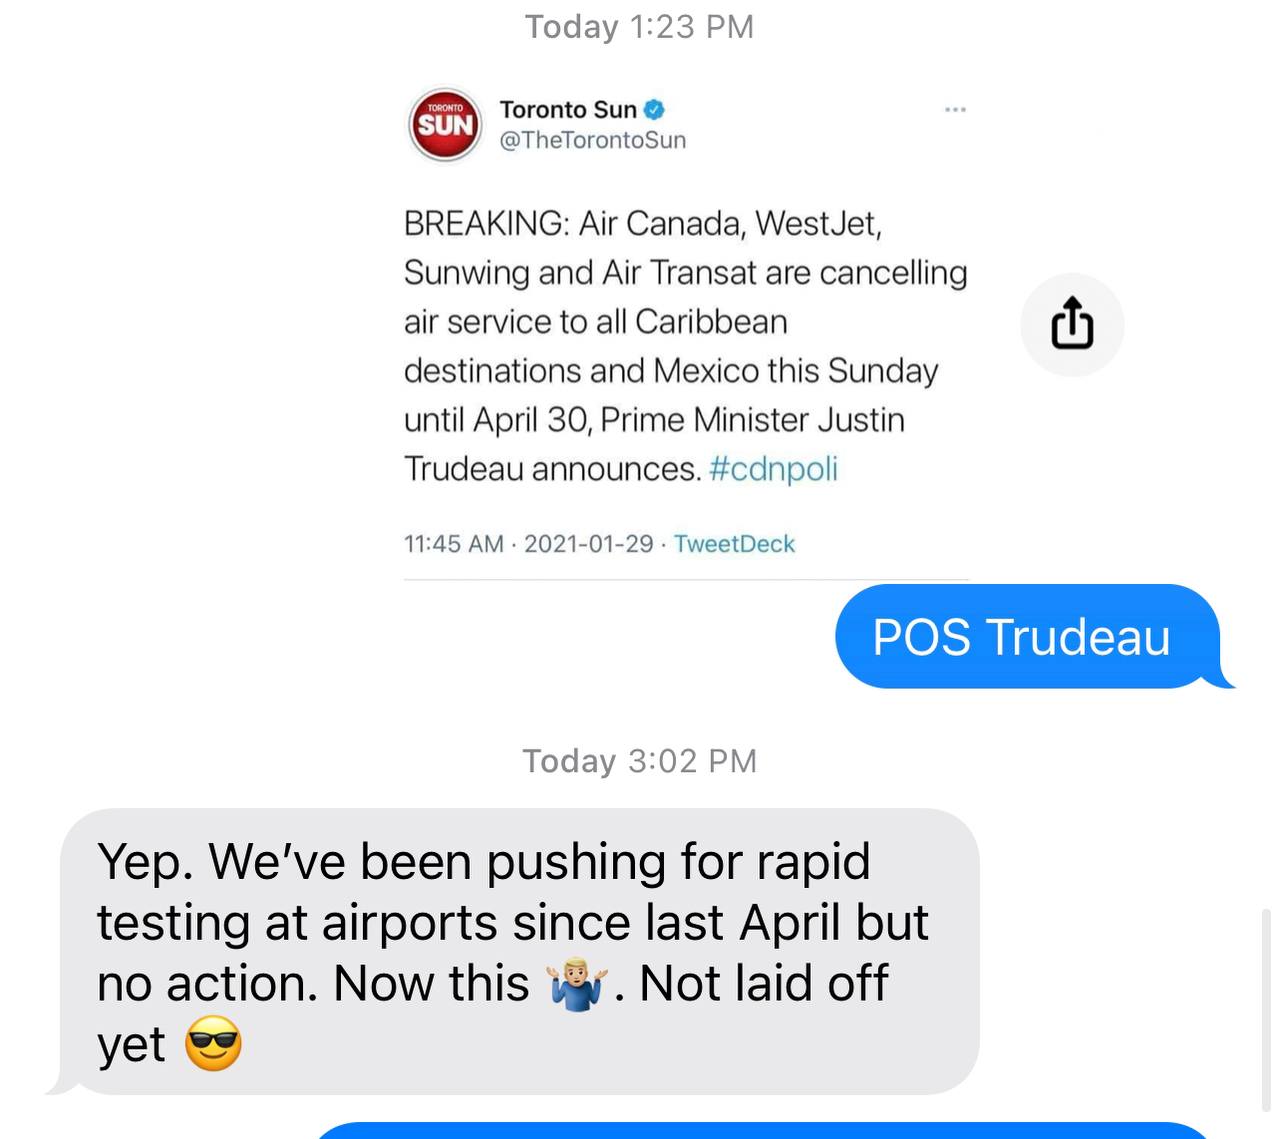 Today 1:23 PM
TORONTO
SUN
Toronto Sun
@TheTorontoSun
BREAKING: Air Canada, WestJet,
Sunwing and Air Transat are cancelling
air service to all Caribbean
destinations and Mexico this Sunday
until April 30, Prime Minister Justin
Trudeau announces. #cdnpoli
11:45 AM · 2021-01-29 · TweetDeck
POS Trudeau
Today 3:02 PM
Yep. We’ve been pushing for rapid
testing at airports since last April but
no action. Now this 🤷🏼‍♂️. Not laid off
yet 😎